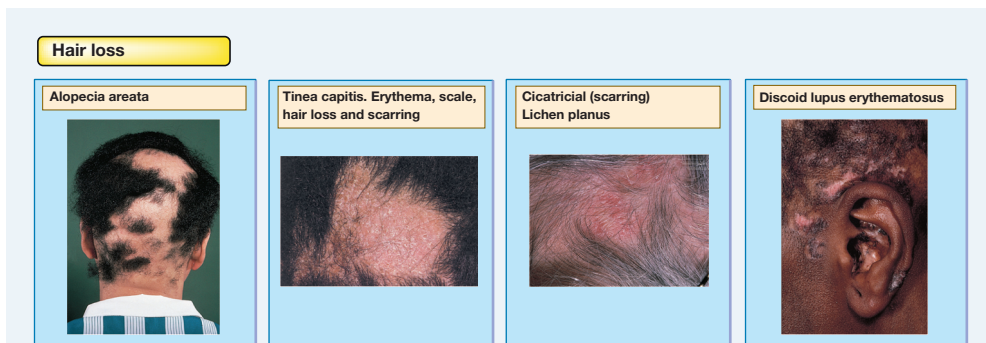 Hair loss
Alopecia areata
Tinea capitis. Erythema, scale,
hair loss and scarring
Cicatricial (scarring)
Lichen planus
Discoid lupus erythematosus